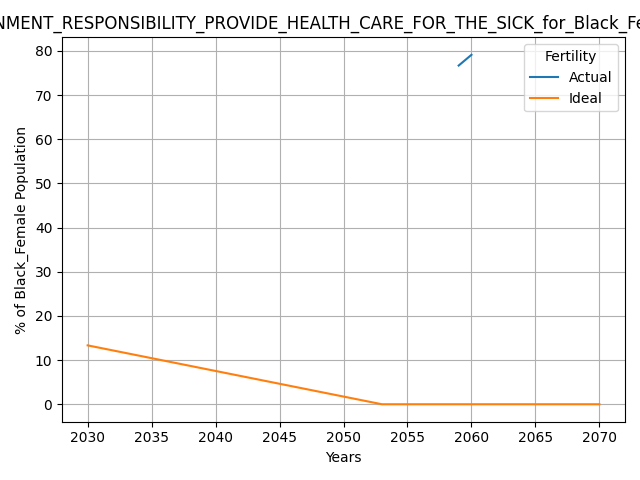 NMENT_RESPONSIBILITY_PROVIDE_HEALTH_CARE_FOR_THE_SICK_for_Black_Fe
80
70
60
50
40
30
20
10
0
% of Black_Female Population
Fertility
Actual
Ideal
2030 2035 2040 2045 2050 2055 2060 2065 2070
Years